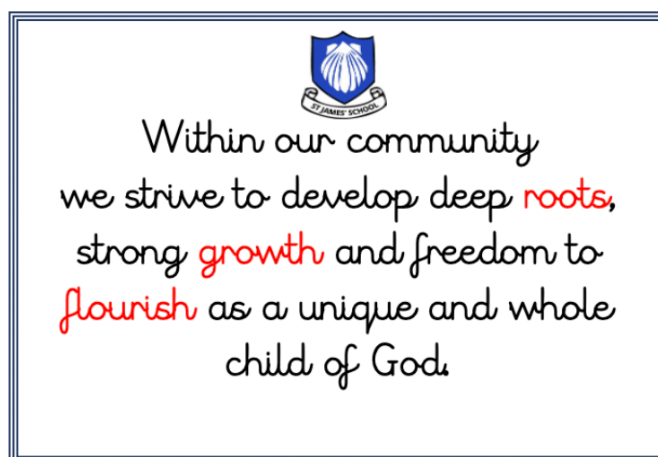 ST JAMES' SCHOOL
Within our community
we strive to develop deep roots,
strong growth and freedom to
flourish as a unique and whole
child of God.